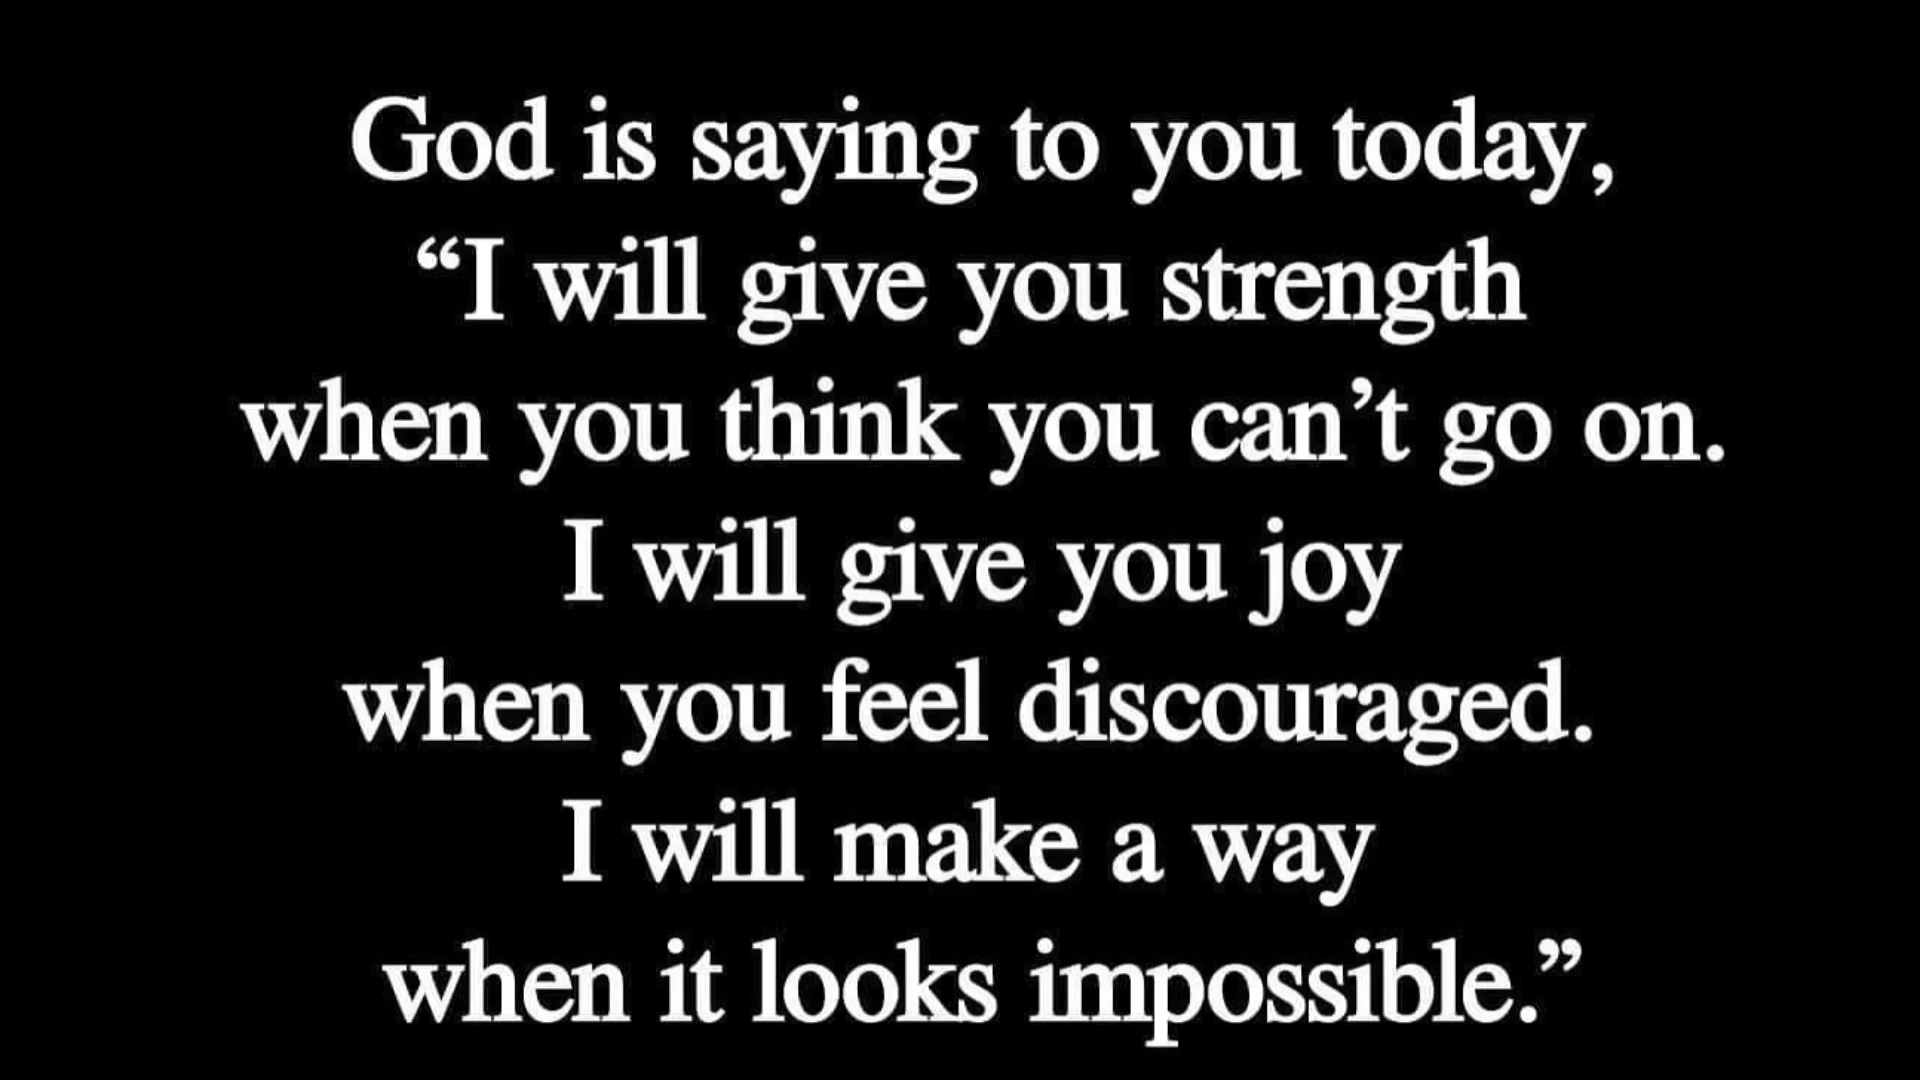 God is saying to you today,
“I will give you strength
when you think you can’t go on.
I will give you joy
when you feel discouraged.
I will make a way
when it looks impossible.”